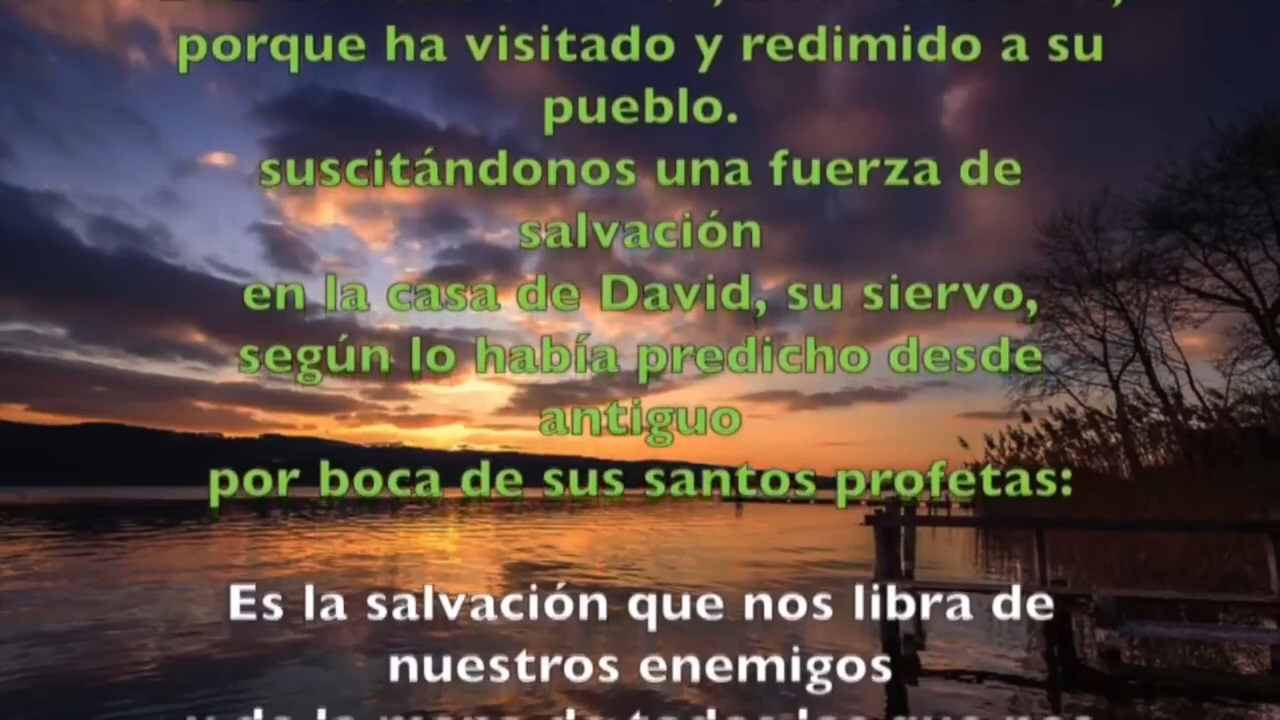 porque ha visitado y redimido a su
pueblo.
suscitándonos una fuerza de
salvación
en la casa de David, su siervo,
según lo había predicho desde
antiguo
por boca de sus santos profetas:
Es la salvación que nos libra de
nuestros enemigos